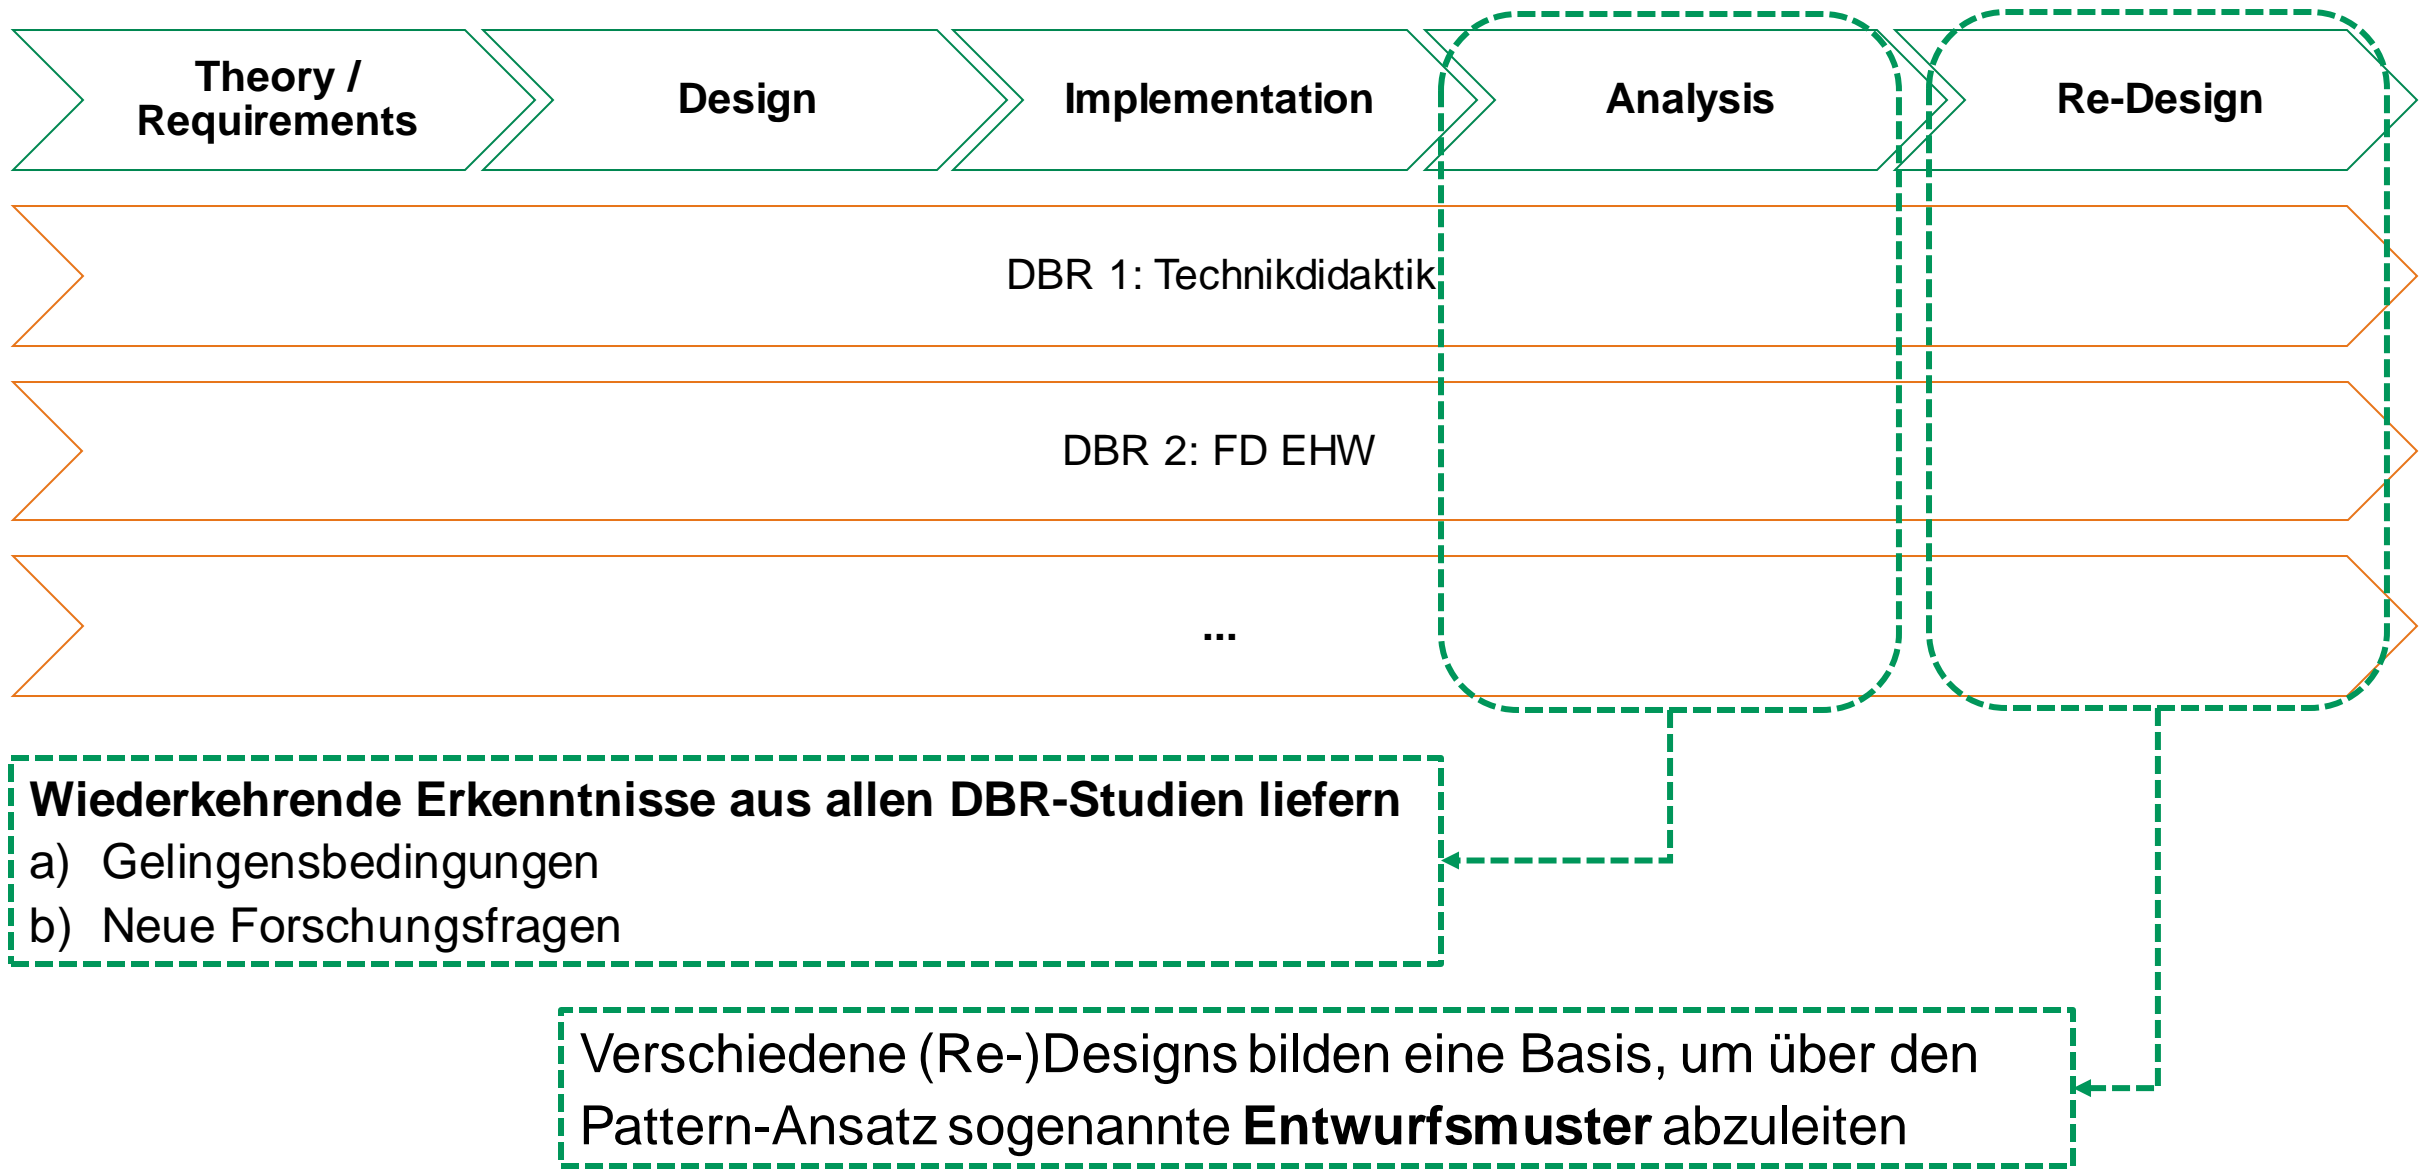 Theory /
Requirements
Design
Implementation
Analysis
Re-Design
DBR 1: Technikdidaktik
DBR 2: FD EHW
...
Wiederkehrende Erkenntnisse aus allen DBR-Studien liefern
a) Gelingensbedingungen
b) Neue Forschungsfragen
Verschiedene (Re-)Designs bilden eine Basis, um über den
Pattern-Ansatz sogenannte Entwurfsmuster abzuleiten